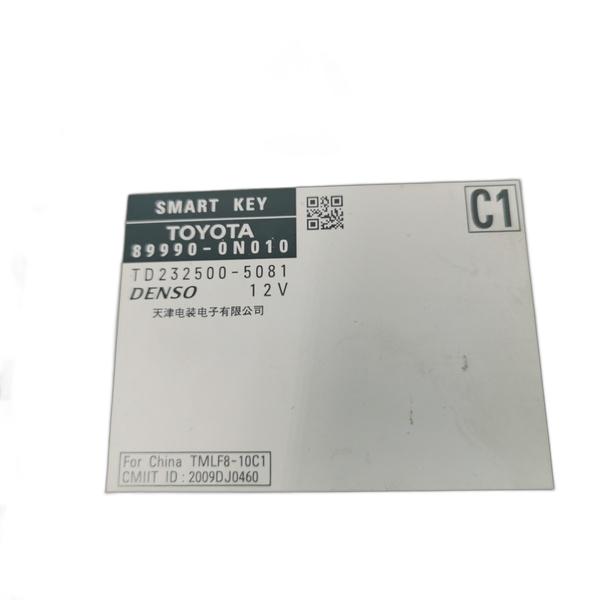 SMART KEY
C1
TOYOTA
89990-0N010
TD232500-5081
DENSO 12V
天津电装电子有限公司
For China TMLF8-10C1
CMIIT ID : 2009DJ0460